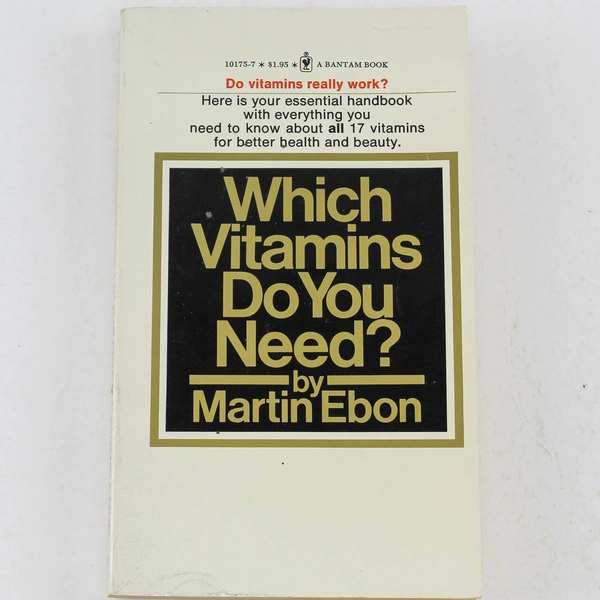 10175-7 * $1.95 * A BANTAM BOOK
Do vitamins really work?
Here is your essential handbook
with everything you
need to know about all 17 vitamins
for better health and beauty.
Which
Vitamins
Do You
Need?
by
Martin Ebon